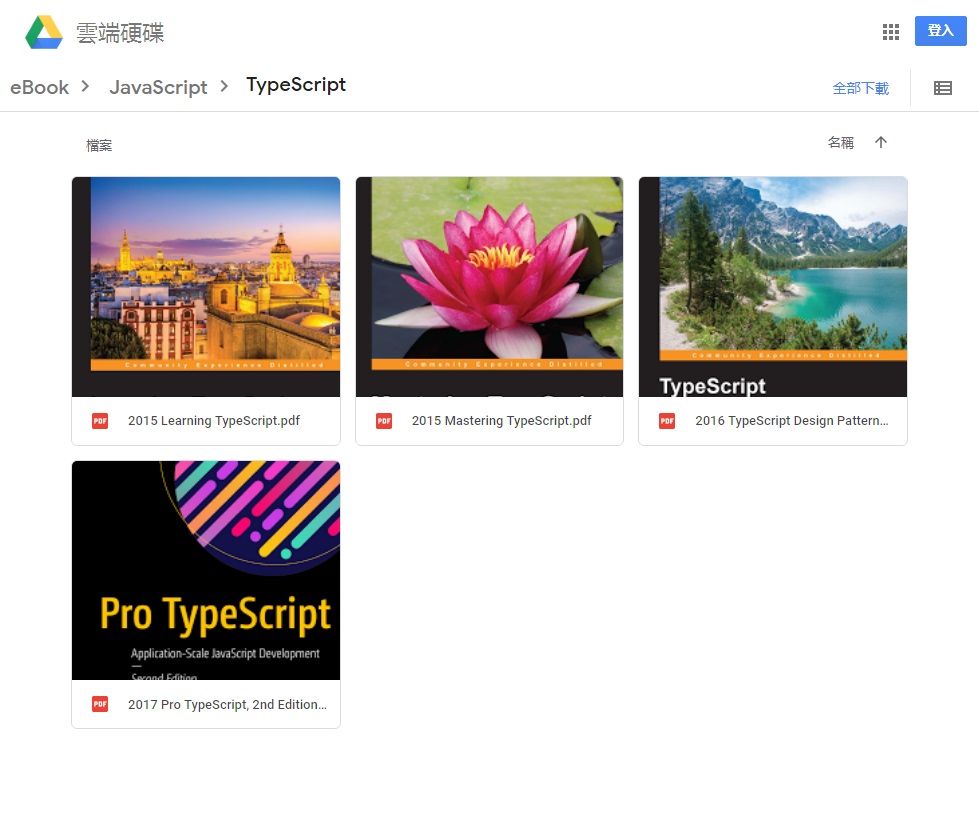 雲端硬碟
登入
eBook JavaScript TypeScript
全部下載
檔案
名稱
Community Experience Distilled
PDF 2015 Learning TypeScript.pdf
Community Experience Distilled
PDF 2015 Mastering TypeScript.pdf
Community Experience Distilled
TypeScript
PDF 2016 TypeScript Design Pattern...
Pro TypeScript
Application-Scale JavaScript Development
Second Edition
PDF 2017 Pro TypeScript, 2nd Edition...